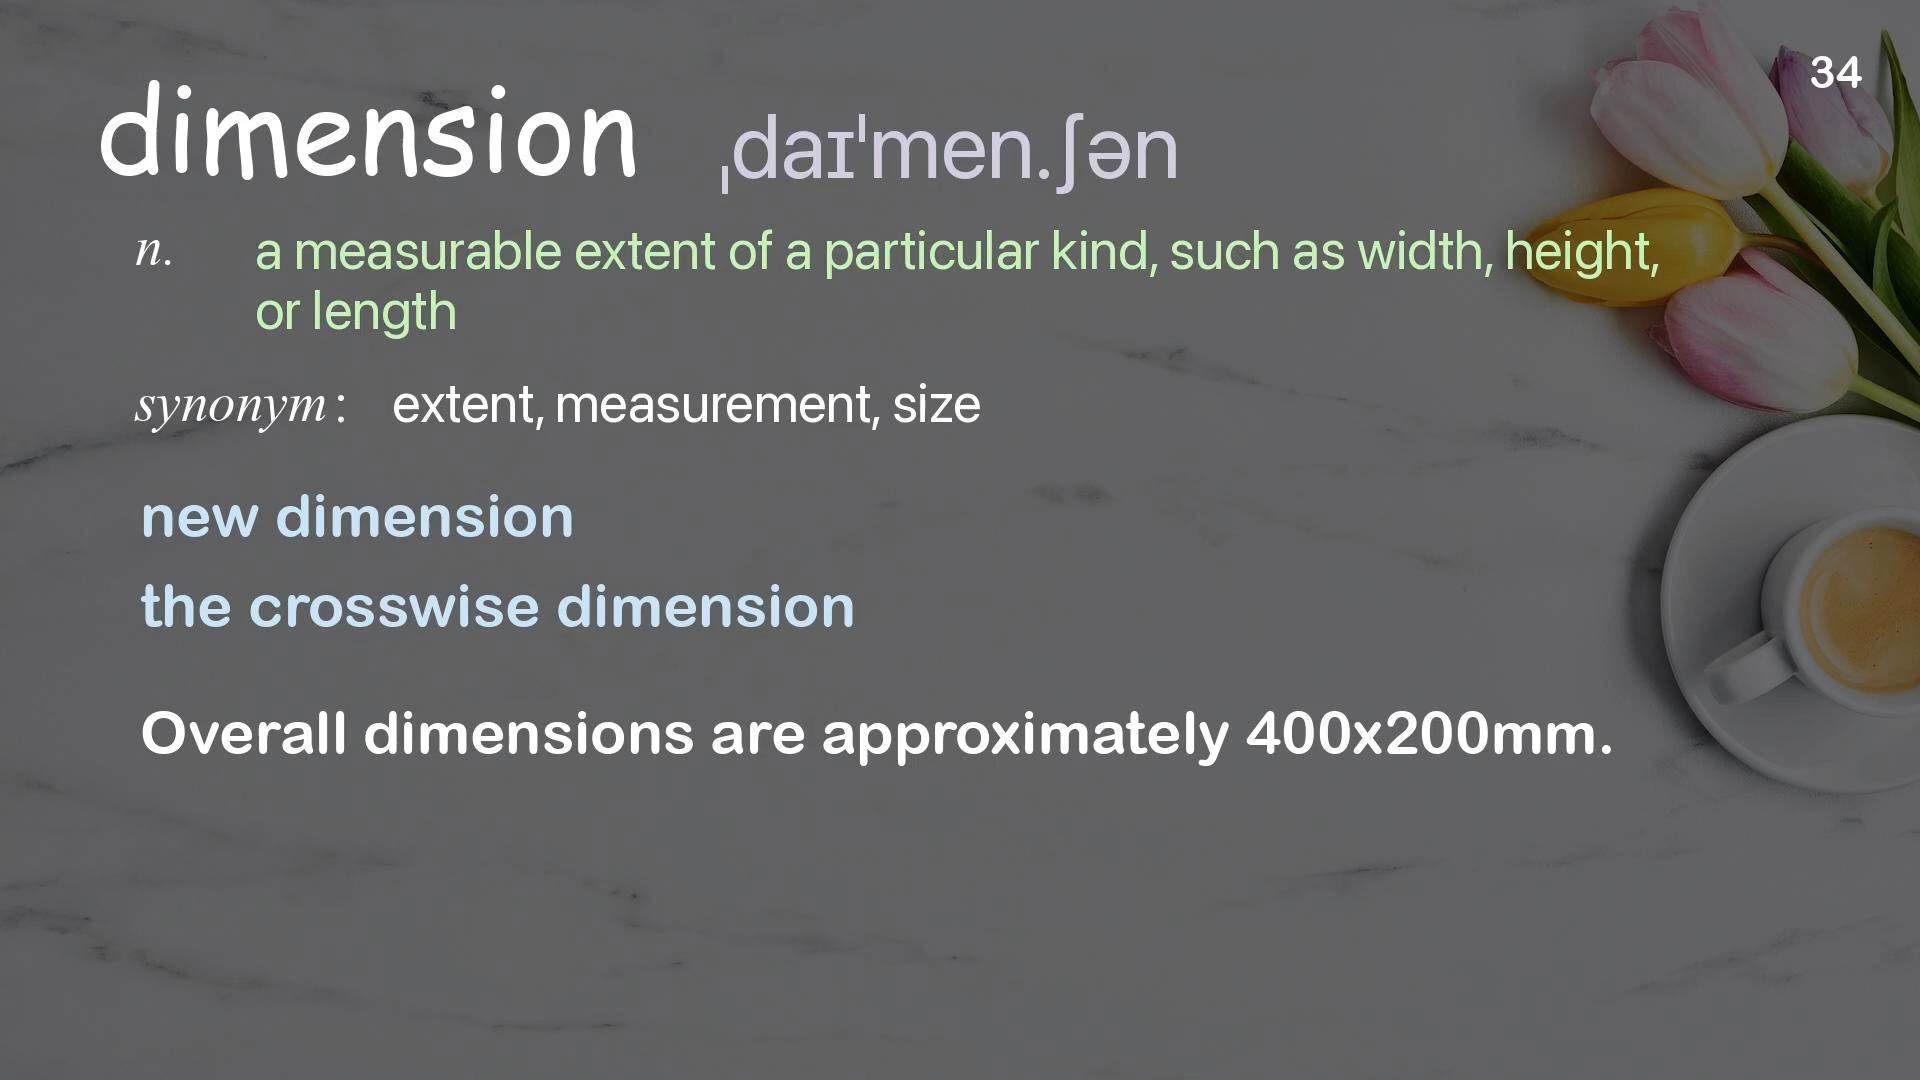 34
dimension ˌdaɪˈmen.ʃən
n. a measurable extent of a particular kind, such as width, height,
or length
synonym: extent, measurement, size
new dimension
the crosswise dimension
Overall dimensions are approximately 400x200mm.